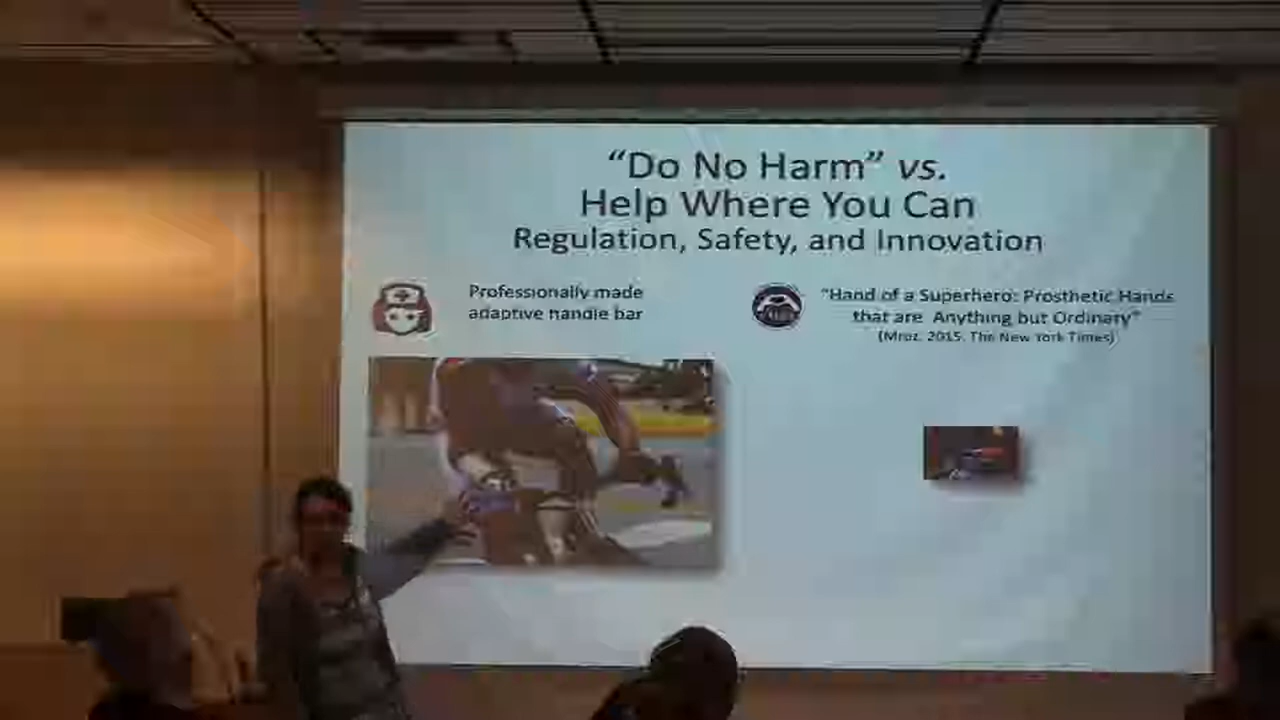 "Do No Harm" vs.
Help Where You Can
Regulation, Safety, and Innovation
Professionally made
adaptive handle bar
"Hand of a Superhero: Prosthetic Hands
that are Anything but Ordinary"
(Mroz, 2015, The New York Times)